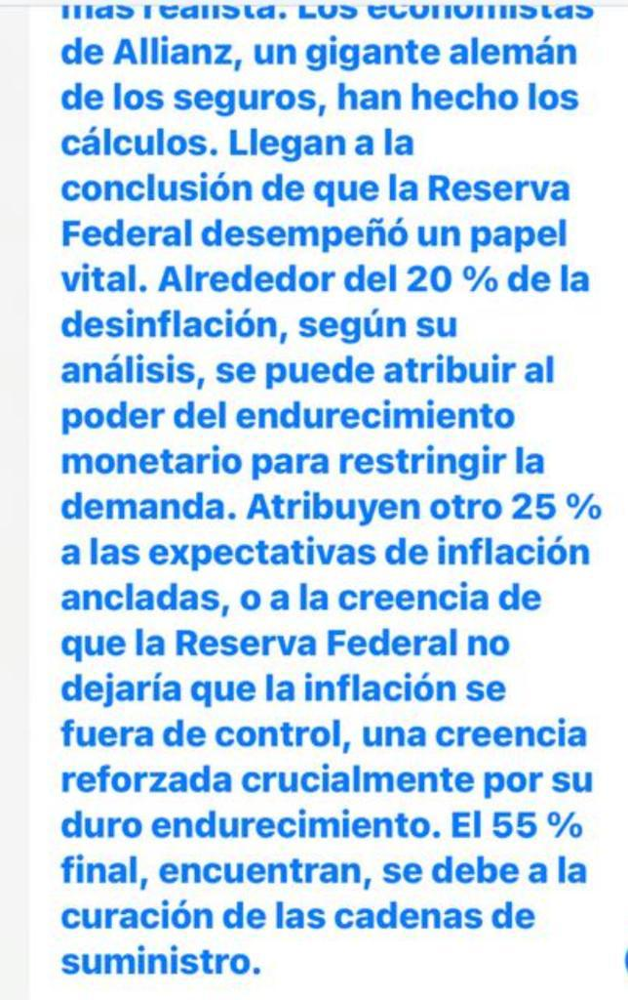 más realista. Los economistas
de Allianz, un gigante alemán
de los seguros, han hecho los
cálculos. Llegan a la
conclusión de que la Reserva
Federal desempeñó un papel
vital. Alrededor del 20 % de la
desinflación, según su
análisis, se puede atribuir al
poder del endurecimiento
monetario para restringir la
demanda. Atribuyen otro 25 %
a las expectativas de inflación
ancladas, o a la creencia de
que la Reserva Federal no
dejaría que la inflación se
fuera de control, una creencia
reforzada crucialmente por su
duro endurecimiento. El 55 %
final, encuentran, se debe a la
curación de las cadenas de
suministro.